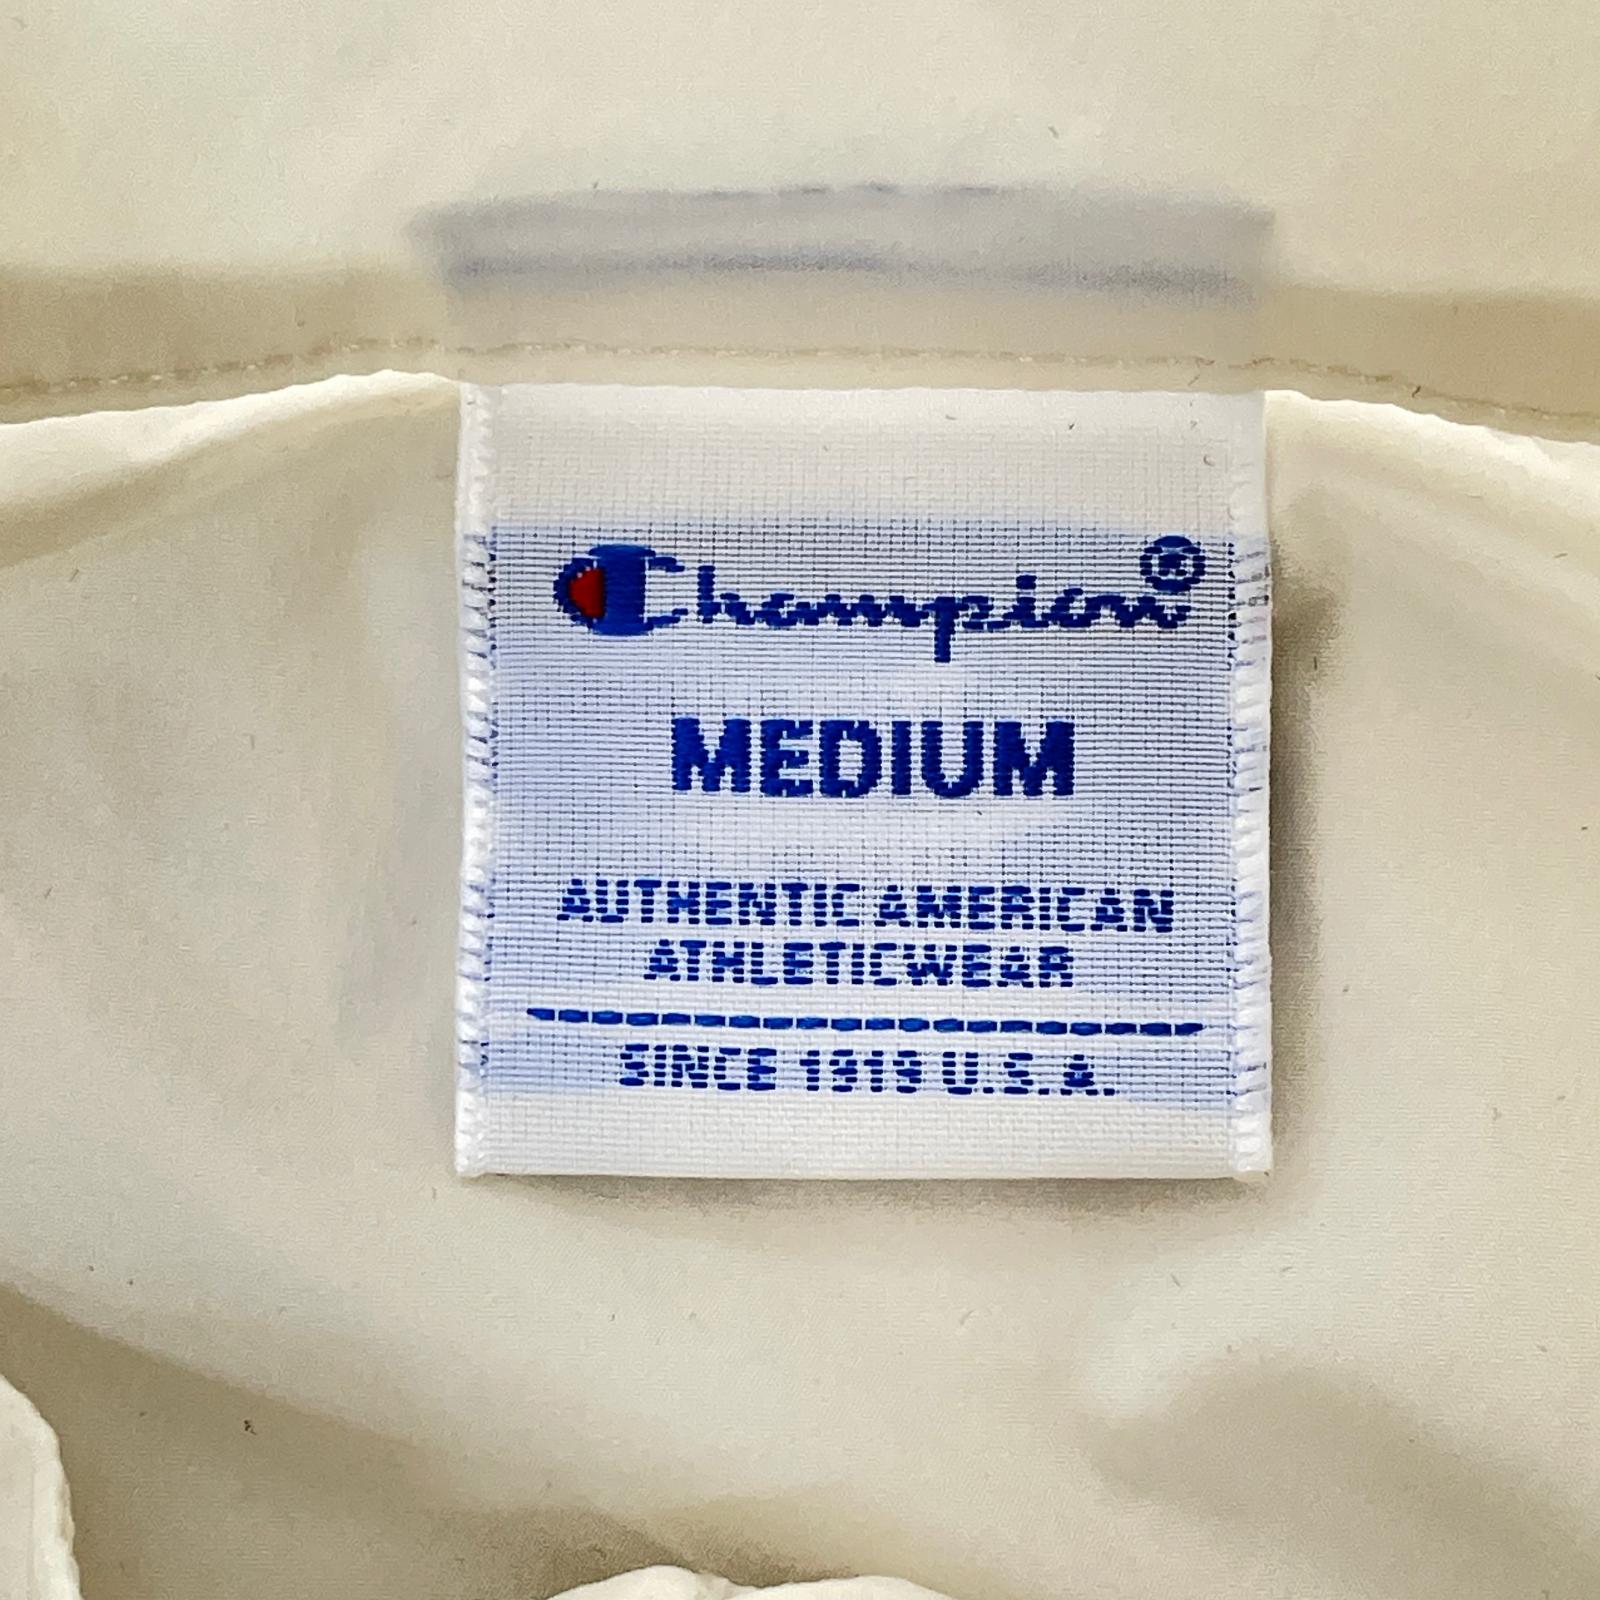 Champion®
MEDIUM
AUTHENTIC AMERICAN
ATHLETICWEAR
SINCE 1919 U.S.A.